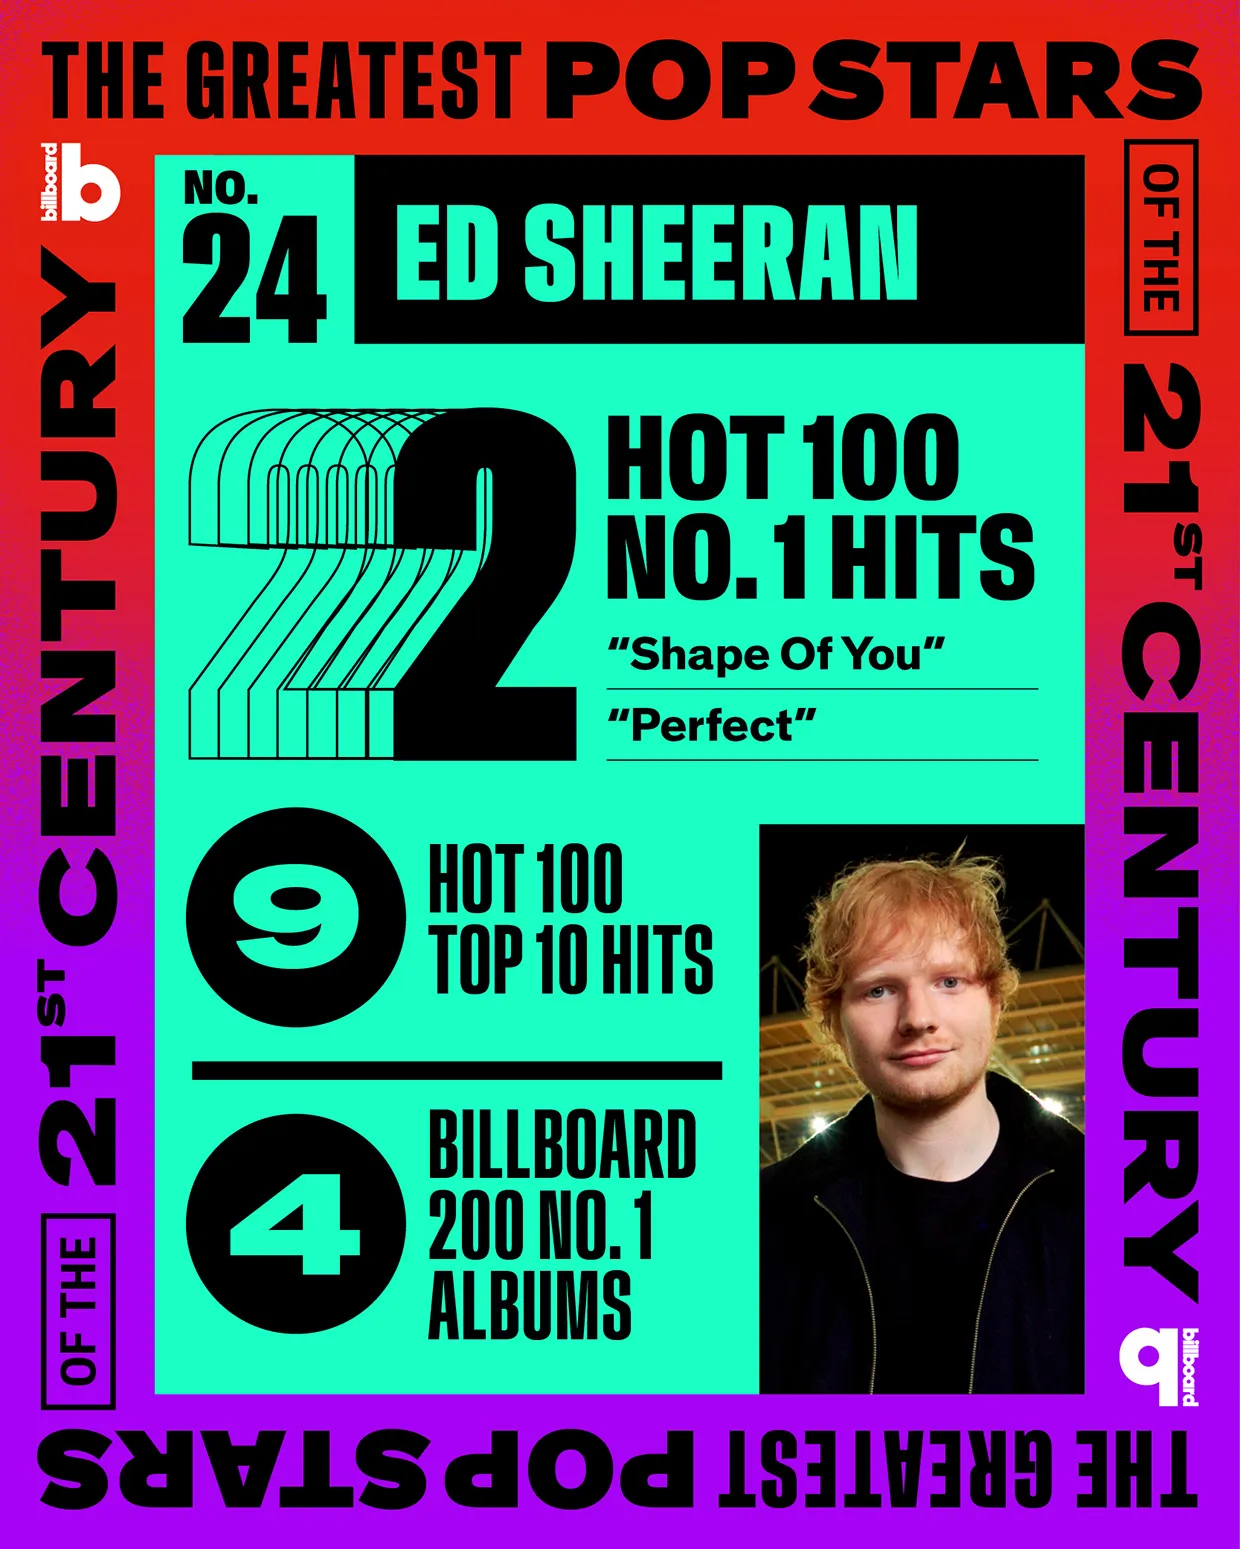 THE GREATEST POP STARS
billboard
b
OF THE
21ST CENTURY
NO.
24
ED SHEERAN
2
HOT 100
NO. 1 HITS
“Shape Of You”
“Perfect”
9
HOT 100
TOP 10 HITS
4
BILLBOARD
200 NO. 1
ALBUMS
billboard
b
THE GREATEST POP STARS
OF THE
21ST CENTURY